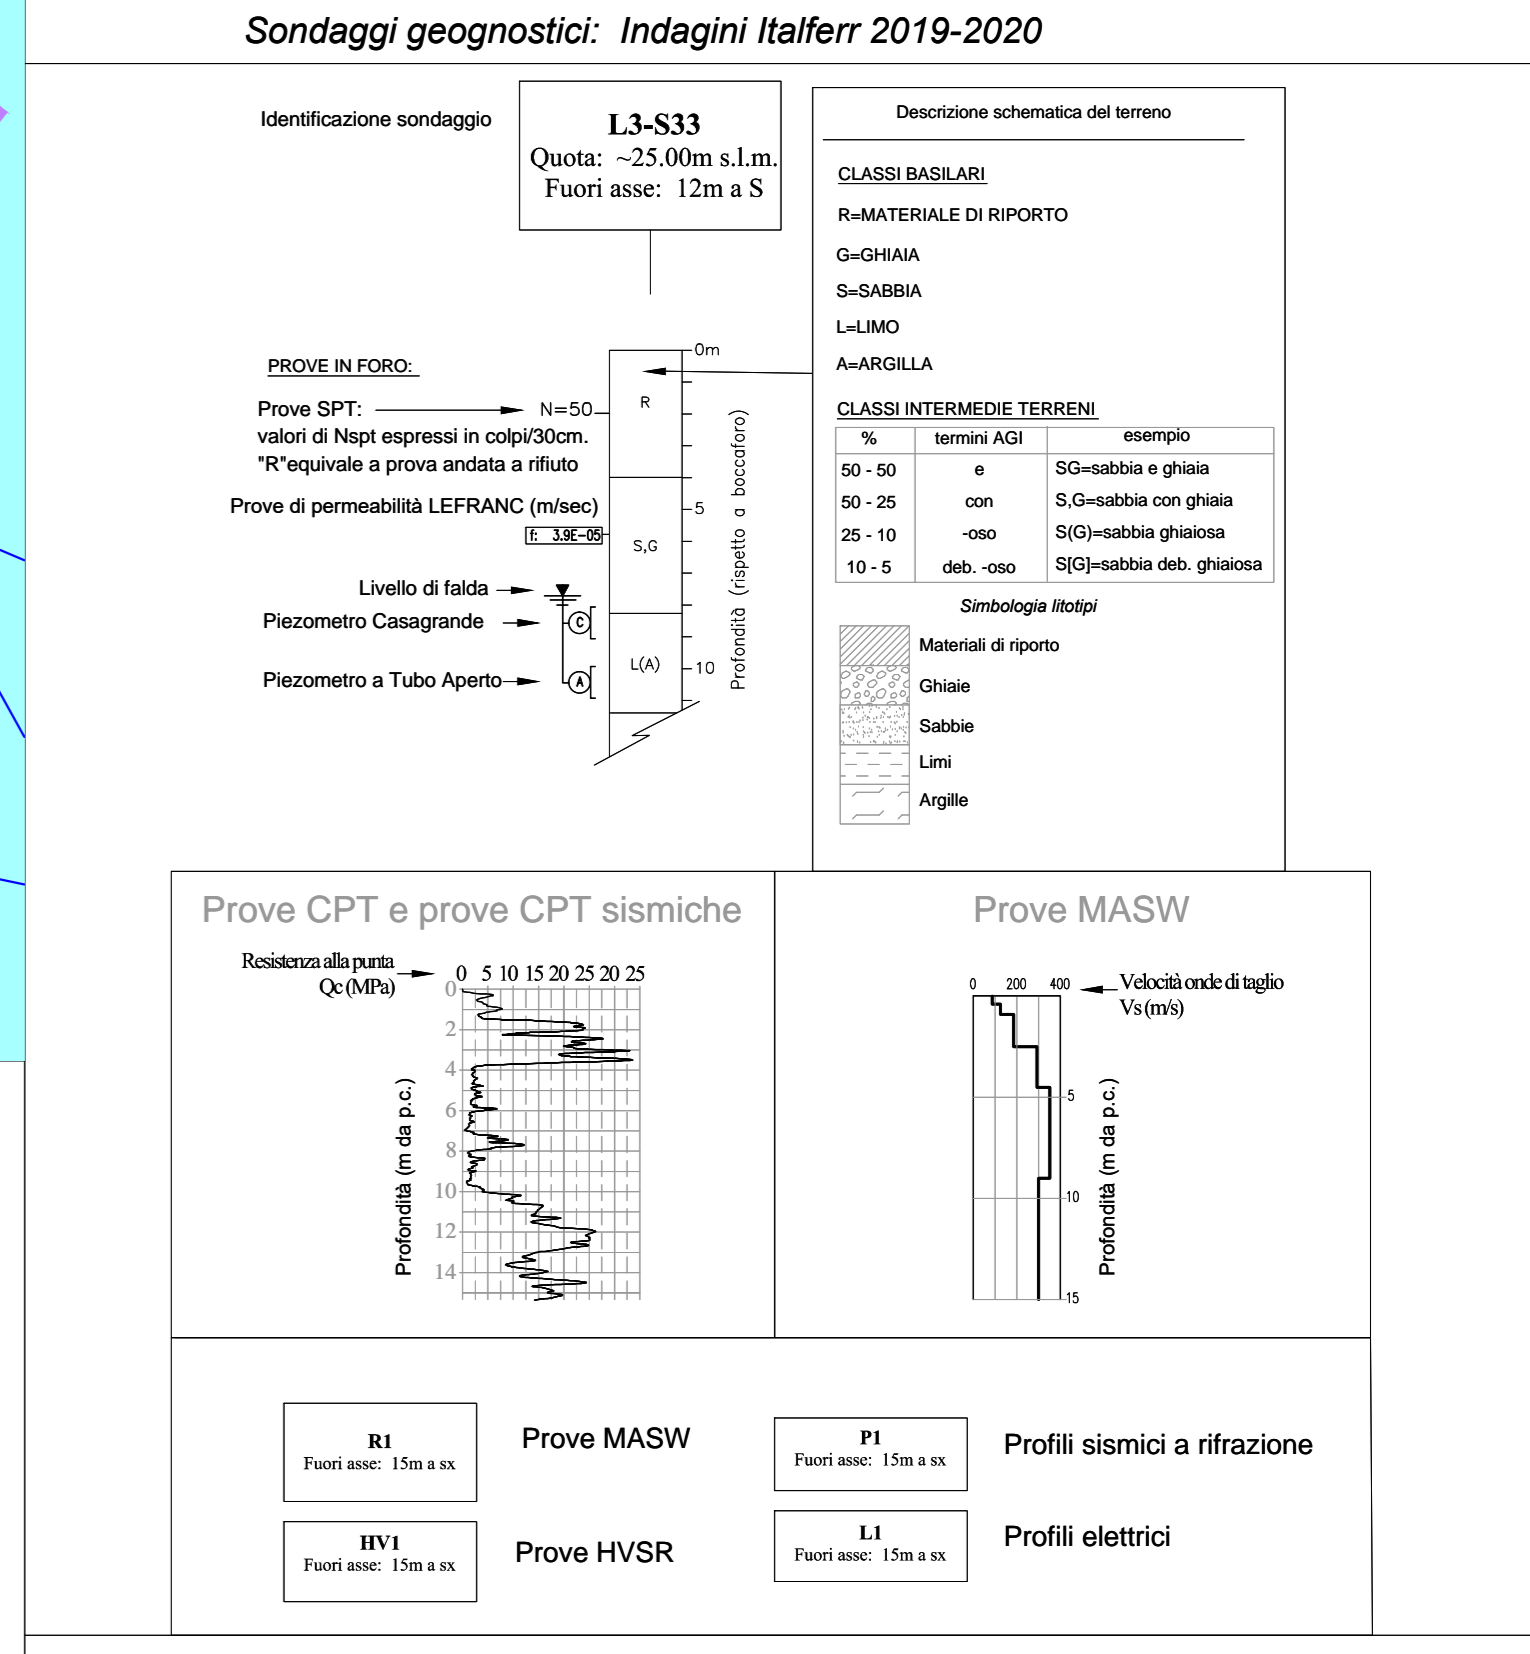 Sondaggi geognostici:  Indagini Italferr 2019-2020
Identificazione sondaggio
L3-S33
Quota:  ~25.00m s.l.m.
Fuori asse:  12m a S
Descrizione schematica del terreno
CLASSI BASILARI
R=MATERIALE DI RIPORTO
G=GHIAIA
S=SABBIA
L=LIMO
A=ARGILLA
CLASSI INTERMEDIE TERRENI
% termini AGI esempio
50 - 50 e SG=sabbia e ghiaia
50 - 25 con S,G=sabbia con ghiaia
25 - 10 -oso S(G)=sabbia ghiaiosa
10 - 5 deb. -oso S[G]=sabbia deb. ghiaiosa
Simbologia litotipi
Materiali di riporto
Ghiaie
Sabbie
Limi
Argille
PROVE IN FORO:
Prove SPT:
valori di Nspt espressi in colpi/30cm.
"R"equivale a prova andata a rifiuto
N=50
Prove di permeabilità LEFRANC (m/sec)
f:  3.9E-05
Livello di falda
Piezometro Casagrande
C
Piezometro a Tubo Aperto
A
R
S,G
L(A)
0m
5
10
Profondità (rispetto a boccaforo)
Prove CPT e prove CPT sismiche
Resistenza alla punta
Qc (MPa)
0 5 10 15 20 25 20 25
0
2
4
6
8
10
12
14
Profondità (m da p.c.)
Prove MASW
0 200 400
Velocità onde di taglio
Vs (m/s)
5
10
15
Profondità (m da p.c.)
R1
Fuori asse:  15m a sx
Prove MASW
P1
Fuori asse:  15m a sx
Profili sismici a rifrazione
HV1
Fuori asse:  15m a sx
Prove HVSR
L1
Fuori asse:  15m a sx
Profili elettrici